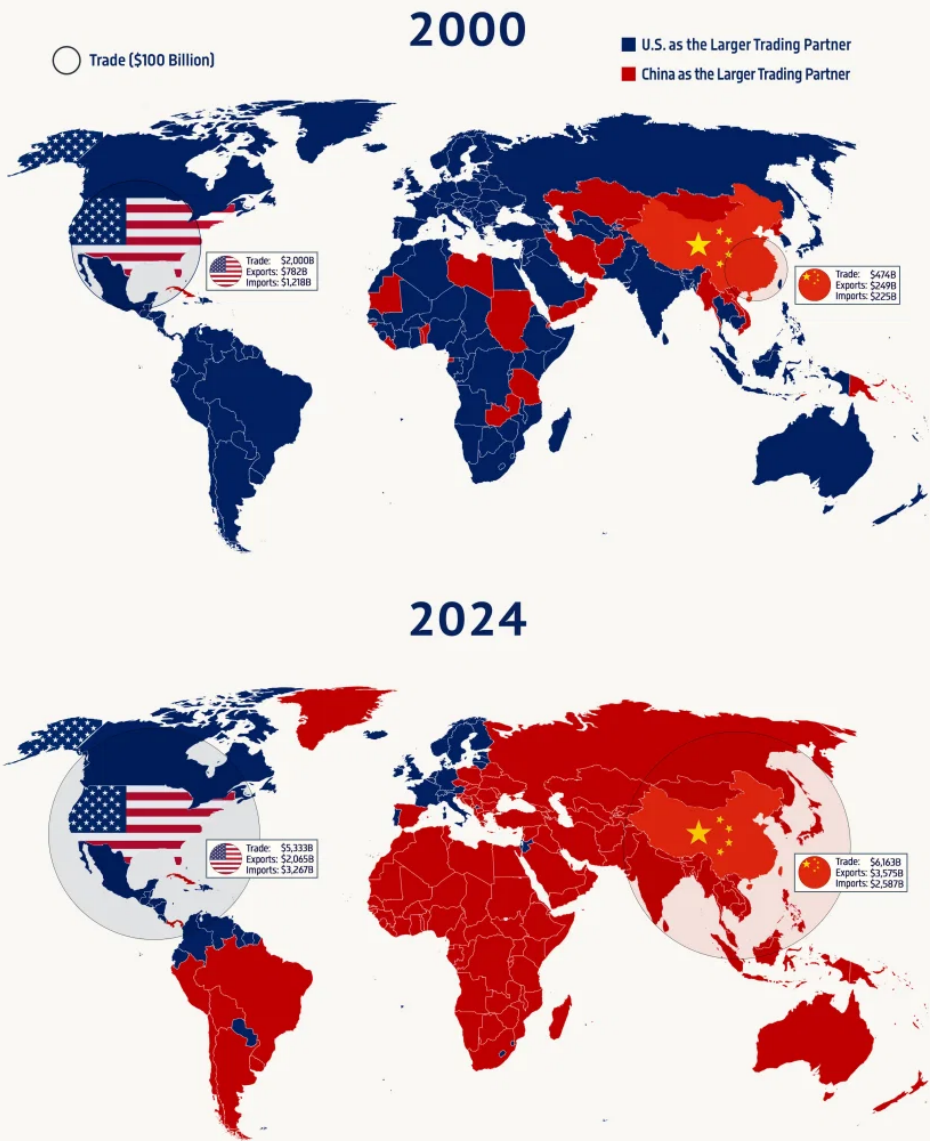 2000
Trade ($100 Billion)
U.S. as the Larger Trading Partner
China as the Larger Trading Partner
Trade: $2,000B
Exports: $782B
Imports: $1,218B
Trade: $474B
Exports: $249B
Imports: $225B
2024
Trade: $5,333B
Exports: $2,065B
Imports: $3,267B
Trade: $6,163B
Exports: $3,575B
Imports: $2,587B